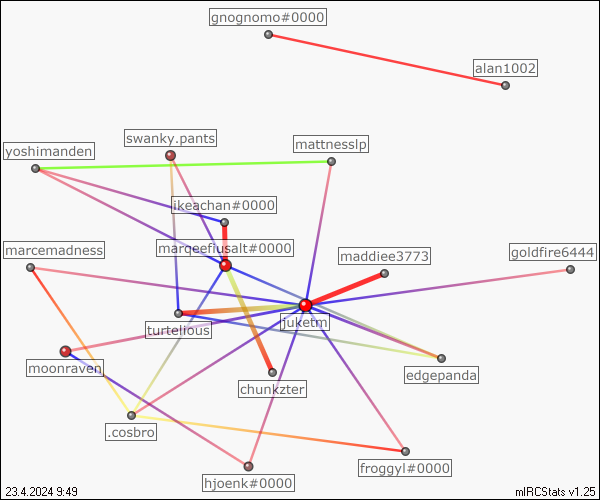 gnognomo#0000
alan1002
swanky.pants
mattnesslp
yoshimanden
ikeachan#0000
marqeefiusalt#0000
marcemadness
maddiee3773
goldfire6444
turtelious
juketm
moonraven
chunkzter
edgepanda
.cosbro
froggyl#0000
hjoenk#0000
23.4.2024 9:49
mIRCStats v1.25